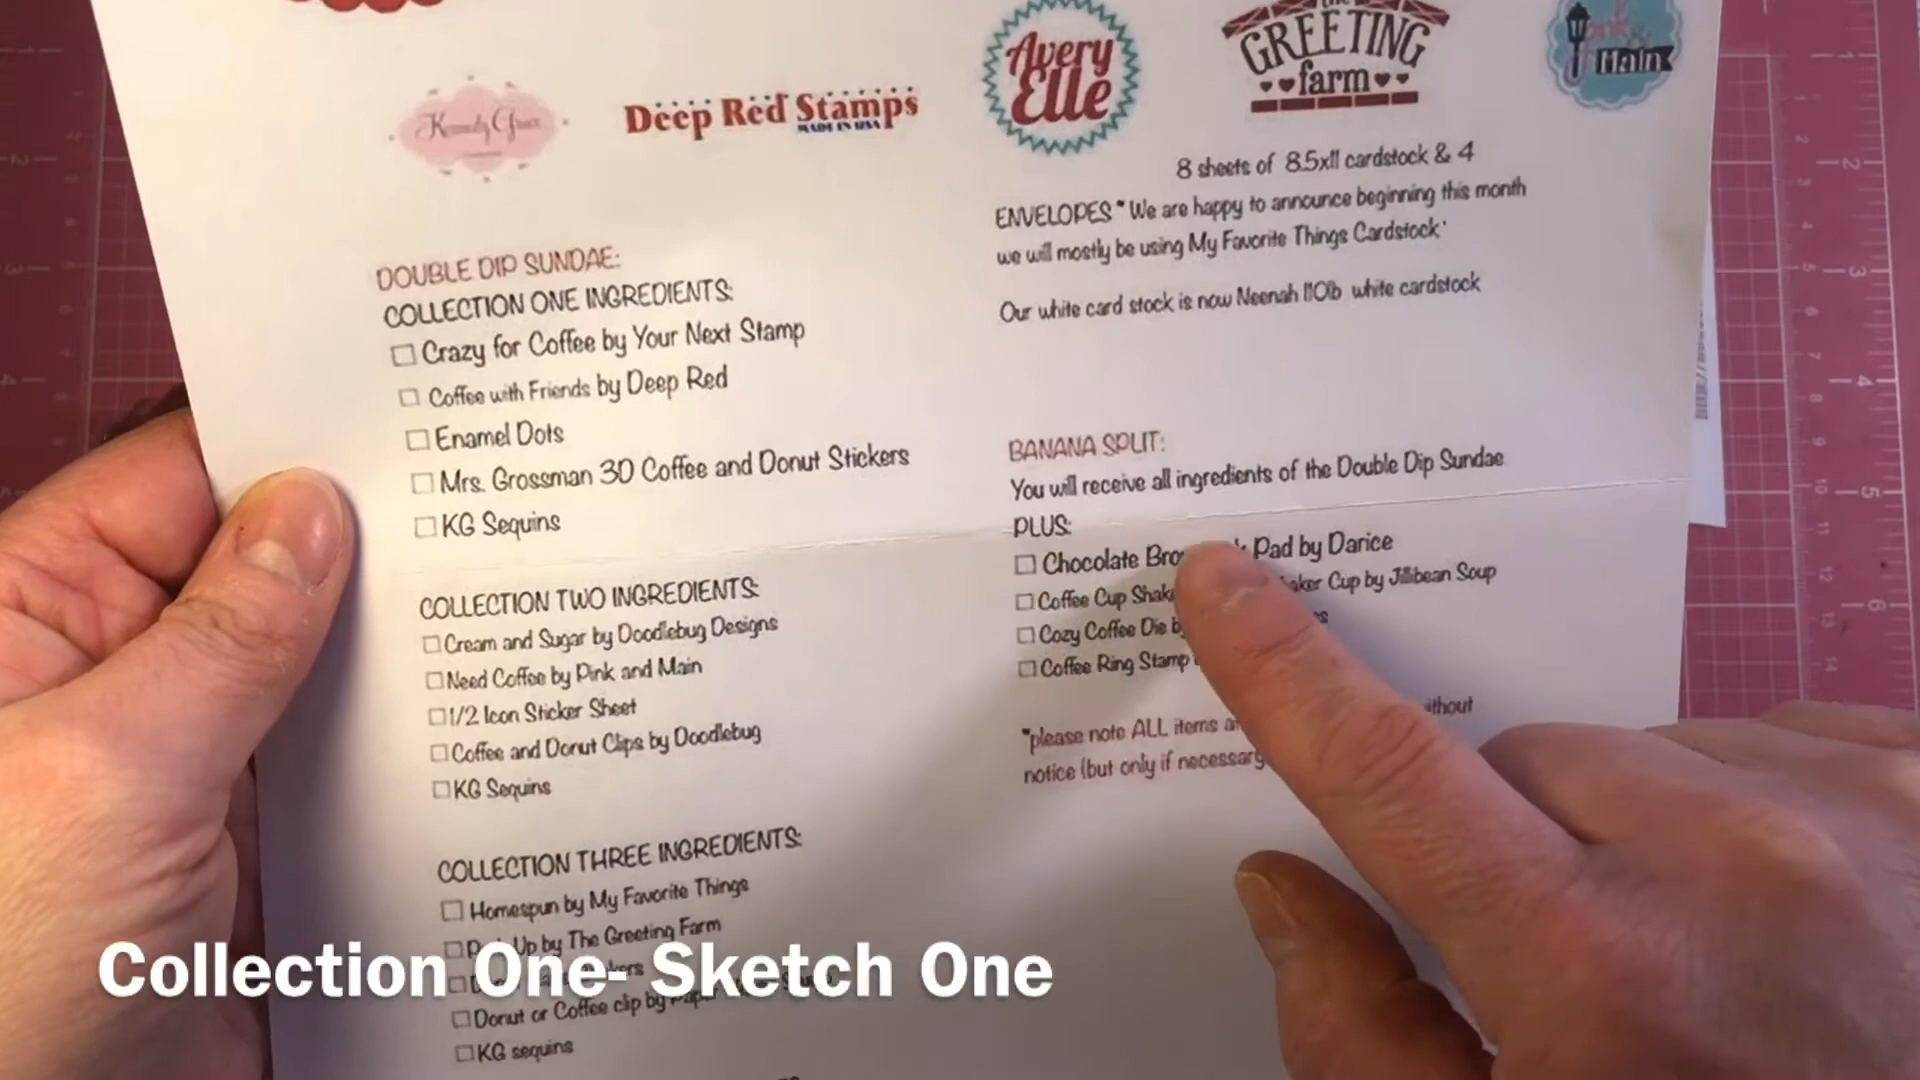 Kennedy Grace
Deep Red Stamps
MADE IN USA
Avery
Elle
the
GREETING
farm
Pink &
Main
DOUBLE DIP SUNDAE:
COLLECTION ONE INGREDIENTS:
Crazy for Coffee by Your Next Stamp
Coffee with Friends by Deep Red
Enamel Dots
Mrs. Grossman 30 Coffee and Donut Stickers
KG Sequins
COLLECTION TWO INGREDIENTS:
Cream and Sugar by Doodlebug Designs
Need Coffee by Pink and Main
1/2 Icon Sticker Sheet
Coffee and Donut Clips by Doodlebug
KG Sequins
COLLECTION THREE INGREDIENTS:
Homespun by My Favorite Things
Up by The Greeting Farm
Donut or Coffee clip by
KG sequins
8 sheets of 8.5x11 cardstock & 4
ENVELOPES * We are happy to announce beginning this month
we will mostly be using My Favorite Things Cardstock*
Our white card stock is now Neenah 110lb white cardstock
BANANA SPLIT:
You will receive all ingredients of the Double Dip Sundae
PLUS:
Chocolate Pad by Darice
Coffee Cup Cup by Jillibean Soup
Cozy Coffee Die
Coffee Ring Stamp
*please note ALL items
notice (but only if necessary
Collection One- Sketch One